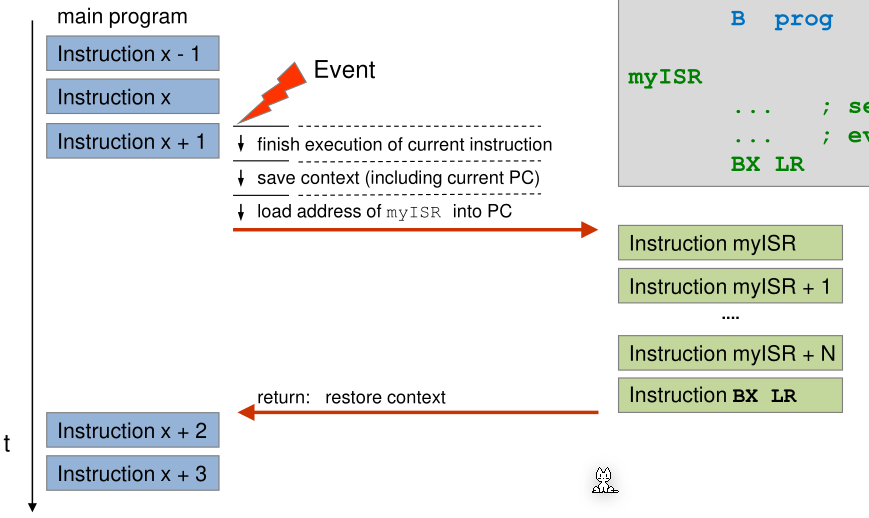 main program
Instruction x - 1
Instruction x
Instruction x + 1
Event
finish execution of current instruction
save context (including current PC)
load address of myISR into PC
B prog
myISR
... ; se
... ; ev
BX LR
Instruction myISR
Instruction myISR + 1
....
Instruction myISR + N
Instruction BX LR
return: restore context
Instruction x + 2
Instruction x + 3
t